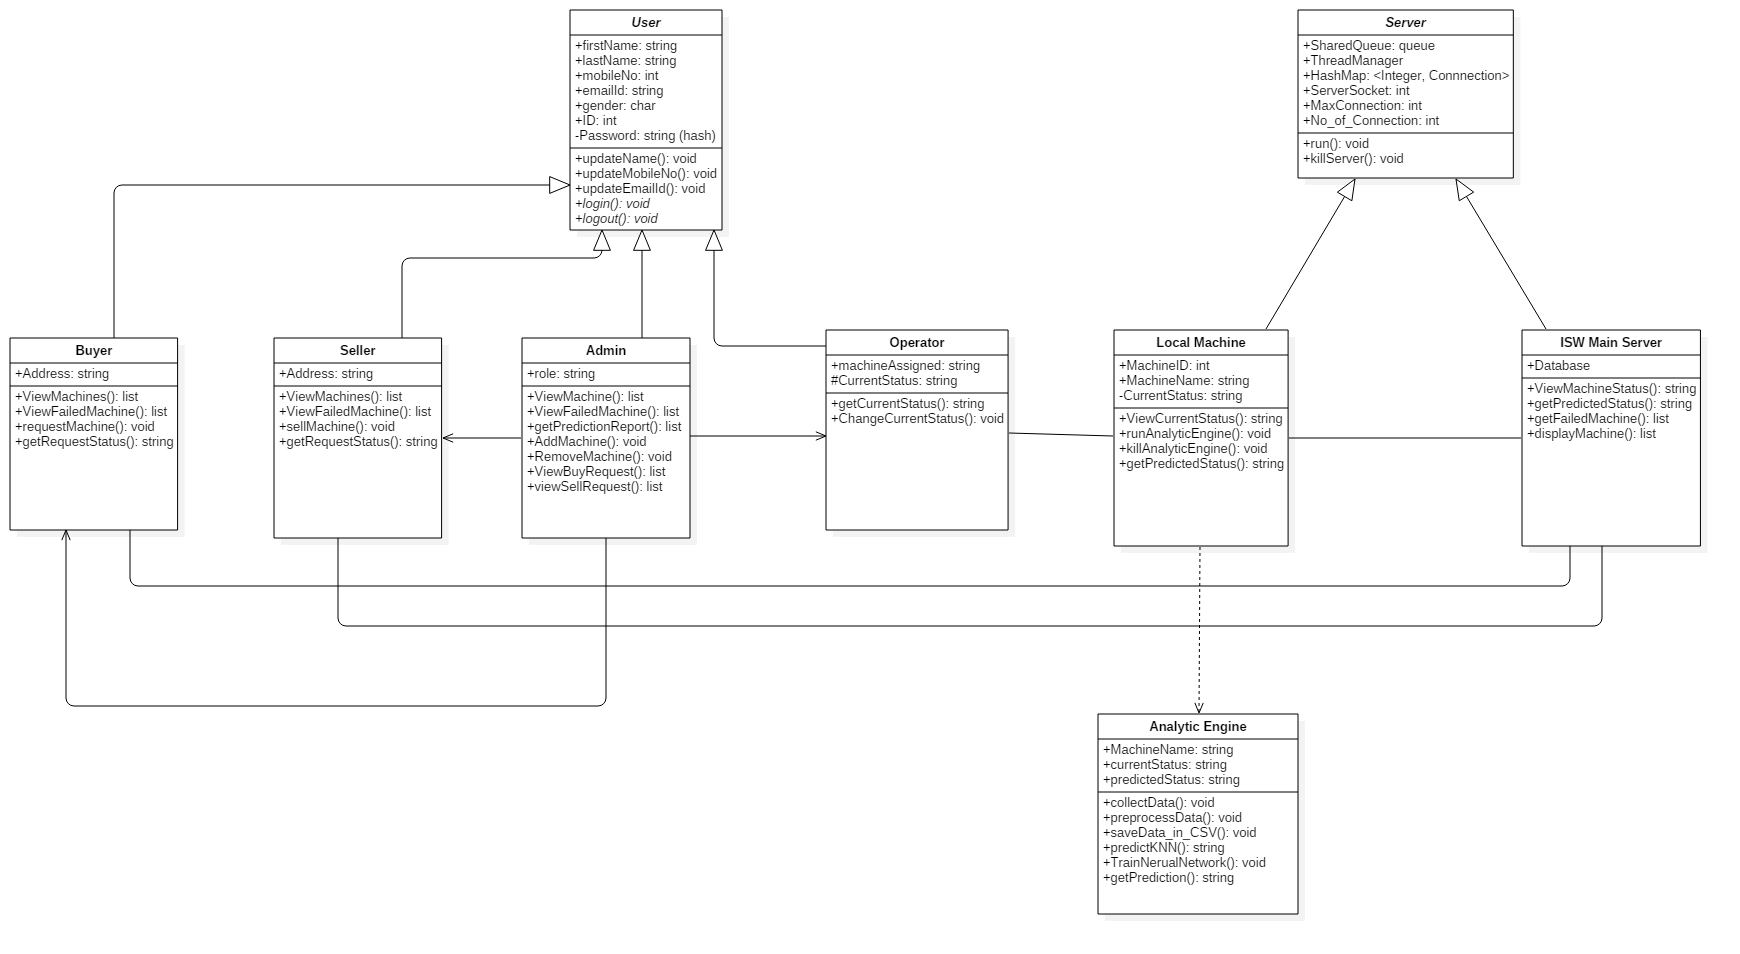 User
+firstName: string
+lastName: string
+mobileNo: int
+emailId: string
+gender: char
+ID: int
-Password: string (hash)
+updateName(): void
+updateMobileNo(): void
+updateEmailId(): void
+login(): void
+logout(): void
Server
+SharedQueue: queue
+ThreadManager
+HashMap: <Integer, Connnection>
+ServerSocket: int
+MaxConnection: int
+No_of_Connection: int
+run(): void
+killServer(): void
Buyer
+Address: string
+ViewMachines(): list
+ViewFailedMachine(): list
+requestMachine(): void
+getRequestStatus(): string
Seller
+Address: string
+ViewMachines(): list
+ViewFailedMachine(): list
+sellMachine(): void
+getRequestStatus(): string
Admin
+role: string
+ViewMachine(): list
+ViewFailedMachine(): list
+getPredictionReport(): list
+AddMachine(): void
+RemoveMachine(): void
+ViewBuyRequest(): list
+viewSellRequest(): list
Operator
+machineAssigned: string
#CurrentStatus: string
+getCurrentStatus(): string
+ChangeCurrentStatus(): void
Local Machine
+MachineID: int
+MachineName: string
-CurrentStatus: string
+ViewCurrentStatus(): string
+runAnalyticEngine(): void
+killAnalyticEngine(): void
+getPredictedStatus(): string
ISW Main Server
+Database
+ViewMachineStatus(): string
+getPredictedStatus(): string
+getFailedMachine(): list
+displayMachine(): list
Analytic Engine
+MachineName: string
+currentStatus: string
+predictedStatus: string
+collectData(): void
+preprocessData(): void
+saveData_in_CSV(): void
+predictKNN(): string
+TrainNerualNetwork(): void
+getPrediction(): string